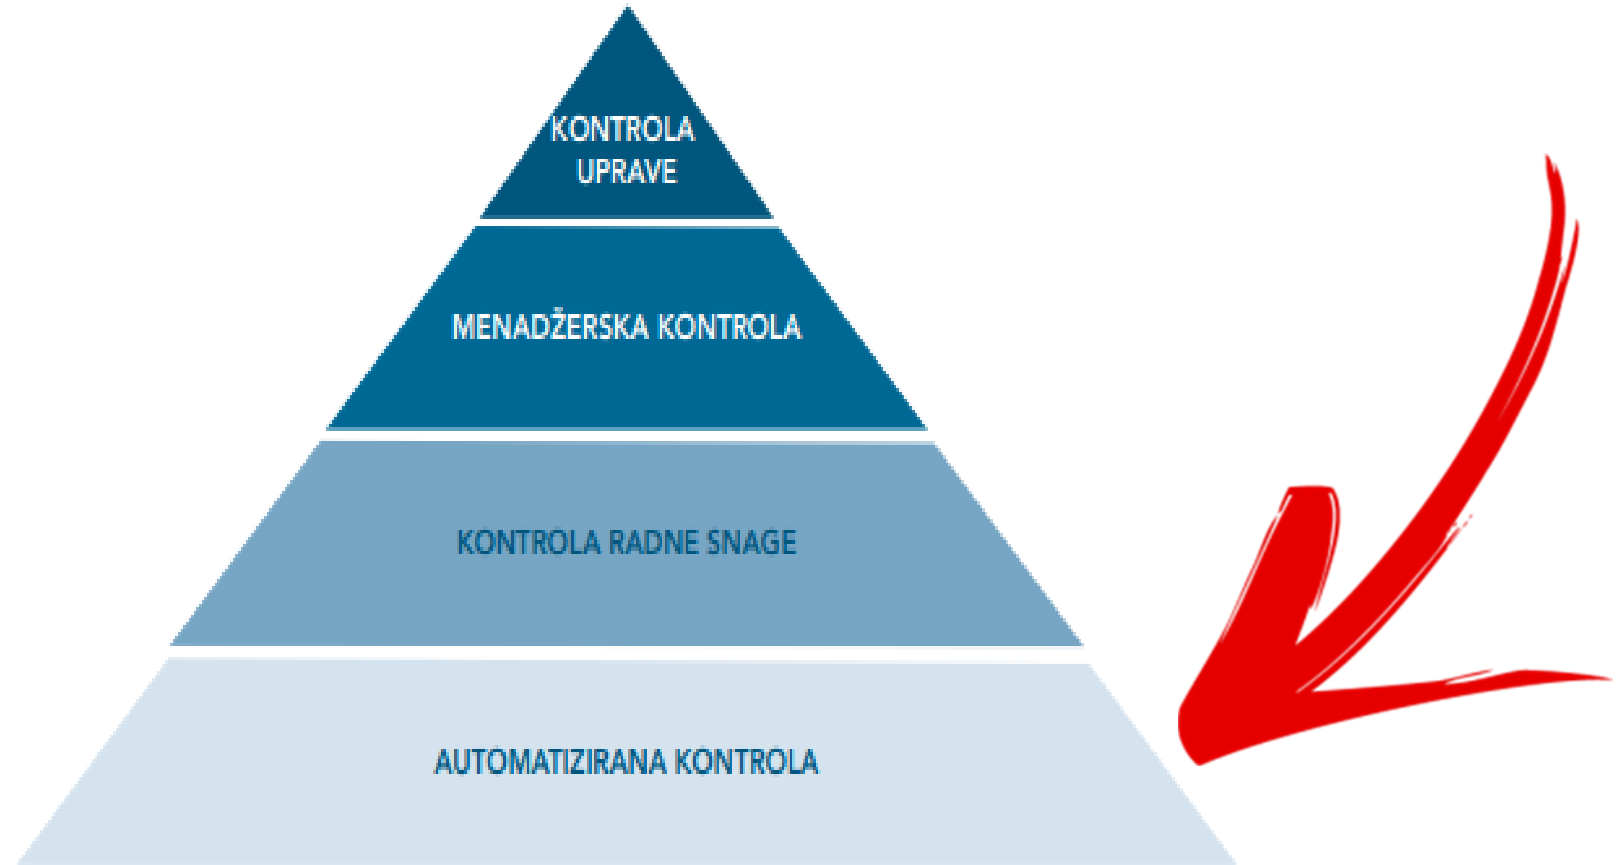 KONTROLA
UPRAVE
MENADŽERSKA KONTROLA
KONTROLA RADNE SNAGE
AUTOMATIZIRANA KONTROLA